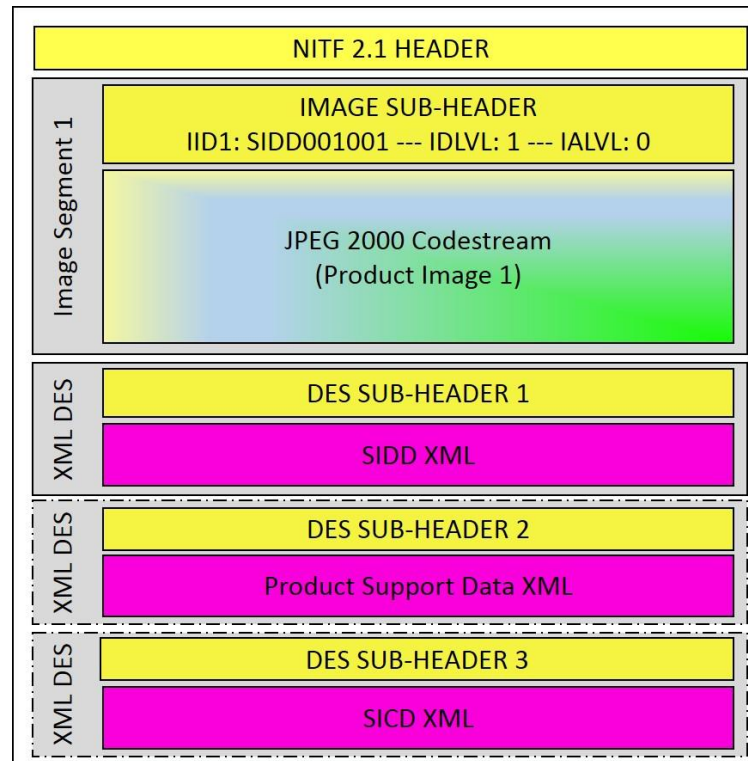 NITF 2.1 HEADER
Image Segment 1
IMAGE SUB-HEADER
IID1: SIDD001001 --- IDLVL: 1 --- IALVL: 0
JPEG 2000 Codestream
(Product Image 1)
XML DES
DES SUB-HEADER 1
SIDD XML
XML DES
DES SUB-HEADER 2
Product Support Data XML
XML DES
DES SUB-HEADER 3
SICD XML